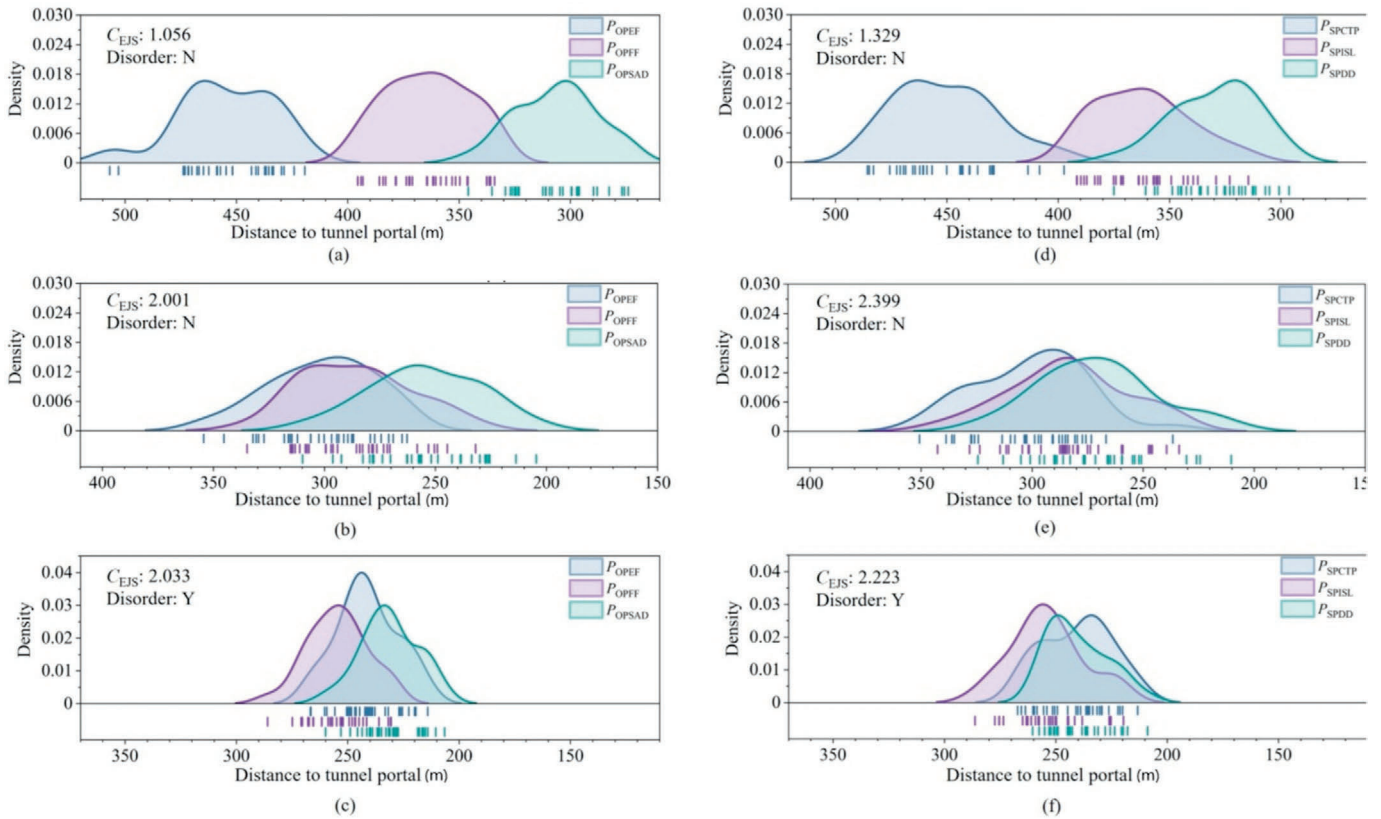 0.030
0.024
0.018
0.012
0.006
0
Density
C_EJS: 1.056
Disorder: N
P_OPEF
P_OPFF
P_OPSAD
500 450 400 350 300
Distance to tunnel portal (m)
(a)
0.030
0.024
0.018
0.012
0.006
0
Density
C_EJS: 1.329
Disorder: N
P_SPCTP
P_SPISL
P_SPDD
500 450 400 350 300
Distance to tunnel portal (m)
(d)
0.030
0.024
0.018
0.012
0.006
0
Density
C_EJS: 2.001
Disorder: N
P_OPEF
P_OPFF
P_OPSAD
400 350 300 250 200 150
Distance to tunnel portal (m)
(b)
0.030
0.024
0.018
0.012
0.006
0
Density
C_EJS: 2.399
Disorder: N
P_SPCTP
P_SPISL
P_SPDD
400 350 300 250 200 15
Distance to tunnel portal (m)
(e)
0.04
0.03
0.02
0.01
0
Density
C_EJS: 2.033
Disorder: Y
P_OPEF
P_OPFF
P_OPSAD
350 300 250 200 150
Distance to tunnel portal (m)
(c)
0.04
0.03
0.02
0.01
0
Density
C_EJS: 2.223
Disorder: Y
P_SPCTP
P_SPISL
P_SPDD
350 300 250 200 150
Distance to tunnel portal (m)
(f)